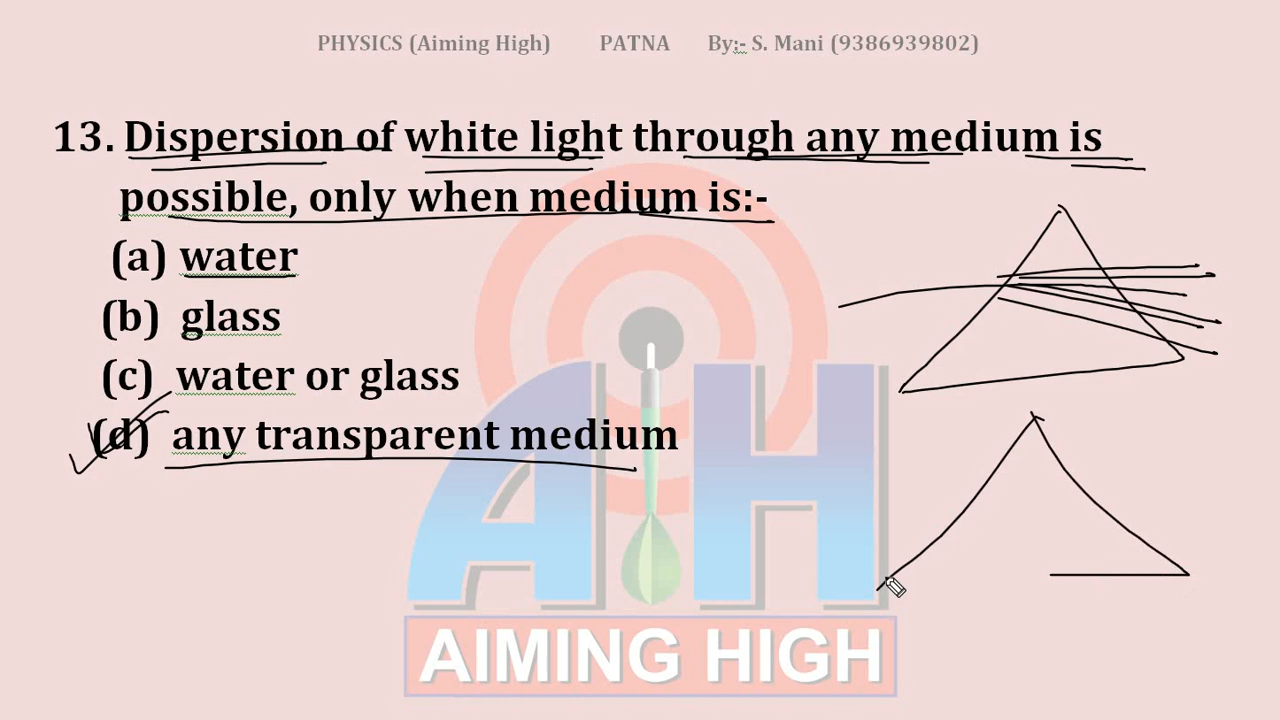 PHYSICS (Aiming High) PATNA By:- S. Mani (9386939802)
13. Dispersion of white light through any medium is
possible, only when medium is:-
(a) water
(b) glass
(c) water or glass
(d) any transparent medium
AH
AIMING HIGH